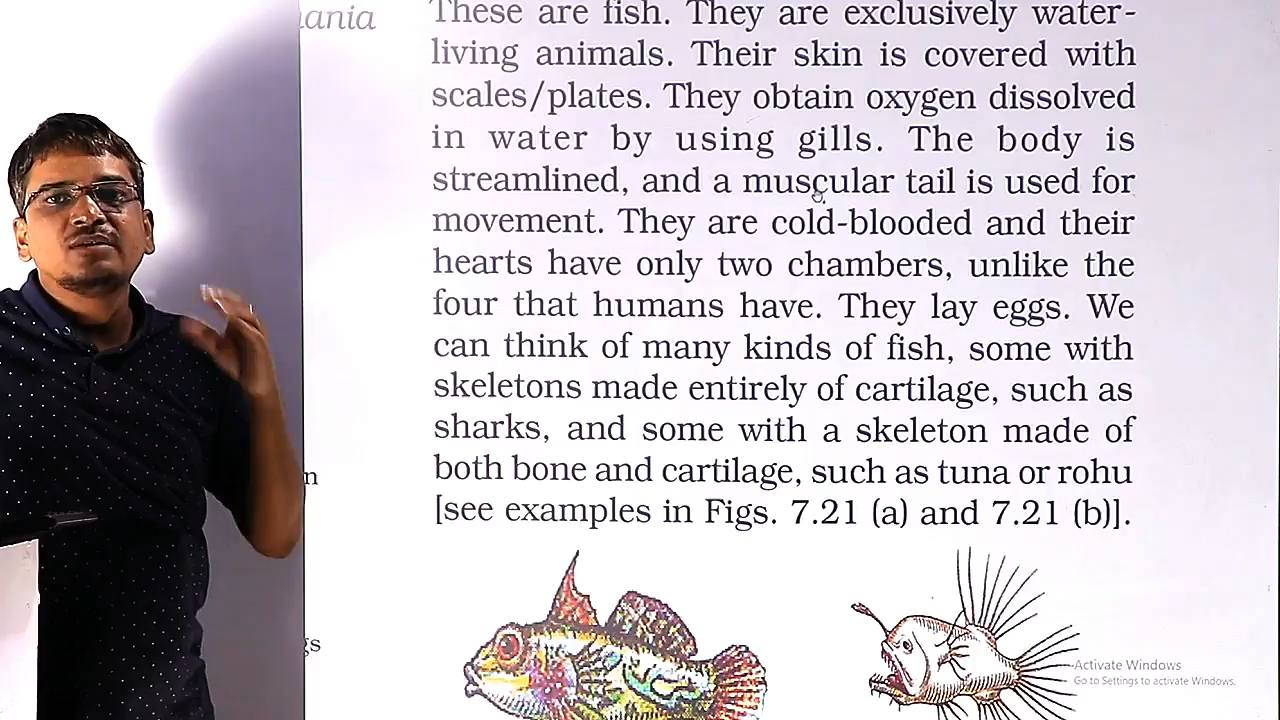 ania
These are fish. They are exclusively water-
living animals. Their skin is covered with
scales/plates. They obtain oxygen dissolved
in water by using gills. The body is
streamlined, and a muscular tail is used for
movement. They are cold-blooded and their
hearts have only two chambers, unlike the
four that humans have. They lay eggs. We
can think of many kinds of fish, some with
skeletons made entirely of cartilage, such as
sharks, and some with a skeleton made of
both bone and cartilage, such as tuna or rohu
[see examples in Figs. 7.21 (a) and 7.21 (b)].
n
gs
Activate Windows
Go to Settings to activate Windows.